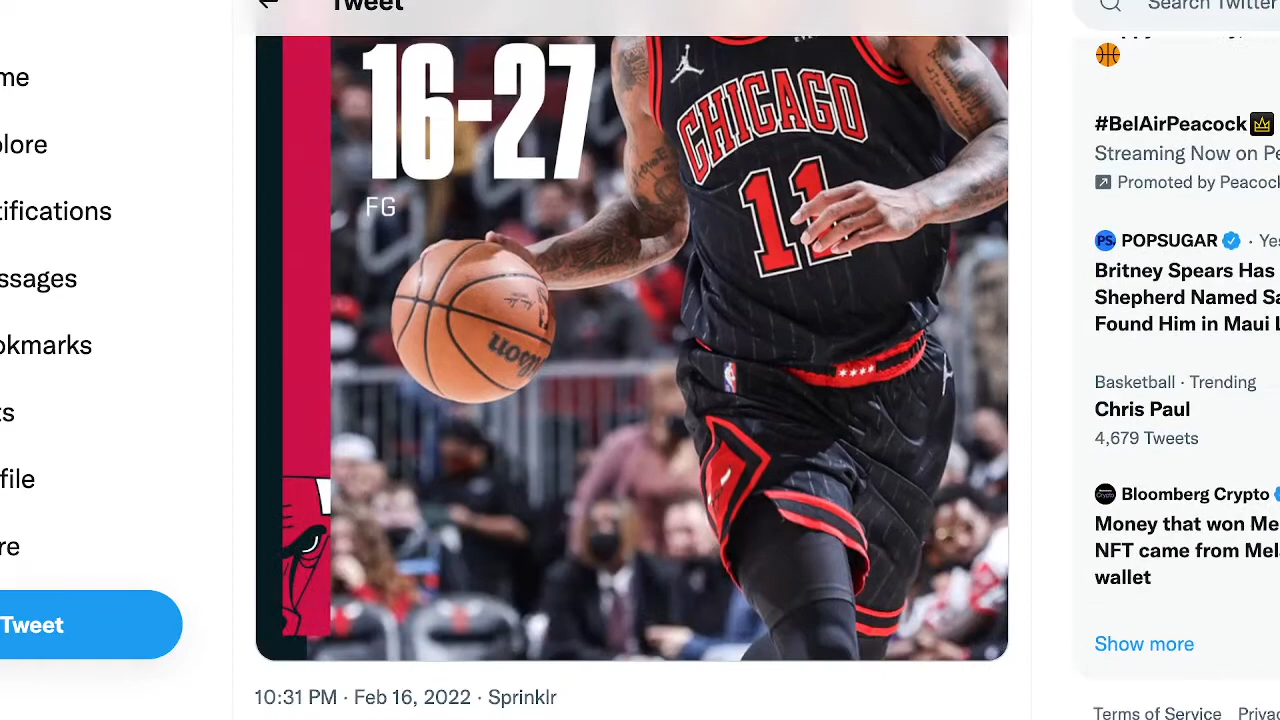 Tweet
Search Twitter
me
lore
tifications
ssages
okmarks
ts
file
re
Tweet
16-27
FG
CHICAGO
11
Wilson
10:31 PM · Feb 16, 2022 · Sprinklr
#BelAirPeacock
Streaming Now on Pe
Promoted by Peacock
PS POPSUGAR · Yes
Britney Spears Has
Shepherd Named Sa
Found Him in Maui L
Basketball · Trending
Chris Paul
4,679 Tweets
Bloomberg Crypto
Money that won Me
NFT came from Mel
wallet
Show more
Terms of Service Privac